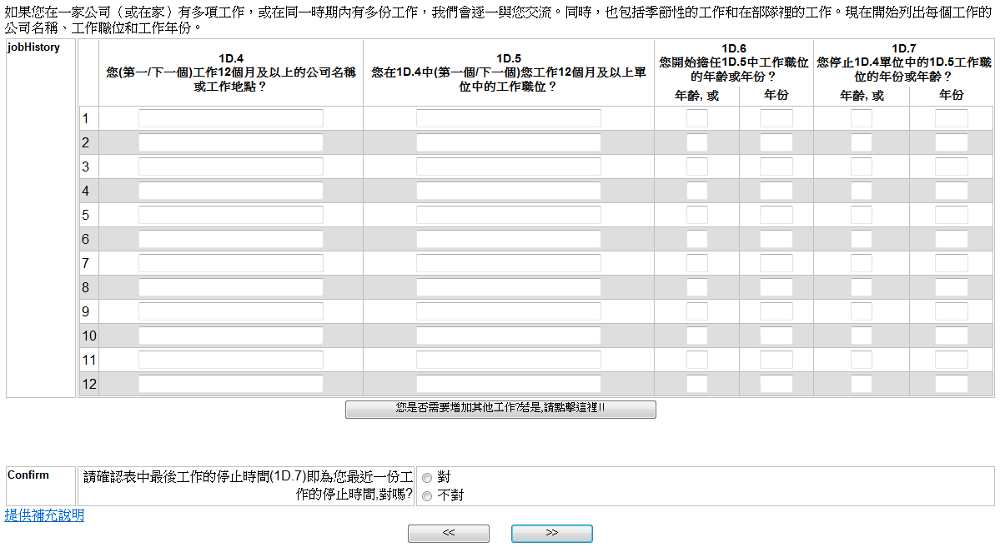 如果您在一家公司（或在家）有多項工作，或在同一時期內有多份工作，我們會逐一與您交流。同時，也包括季節性的工作和在部隊裡的工作。現在開始列出每個工作的
公司名稱、工作職位和工作年份。
jobHistory
1D.4
您(第一/下一個)工作12個月及以上的公司名稱
或工作地點？
1D.5
您在1D.4中(第一個/下一個)您工作12個月及以上單
位中的工作職位？
1D.6
您開始擔任1D.5中工作職位
的年齡或年份？
年齡, 或
年份
1D.7
您停止1D.4單位中的1D.5工作職
位的年份或年齡？
年齡, 或
年份
1
2
3
4
5
6
7
8
9
10
11
12
您是否需要增加其他工作?若是,請點擊這裡!!
Confirm
請確認表中最後工作的停止時間(1D.7)即為您最近一份工
作的停止時間,對嗎?
對
不對
提供補充說明
<<
>>